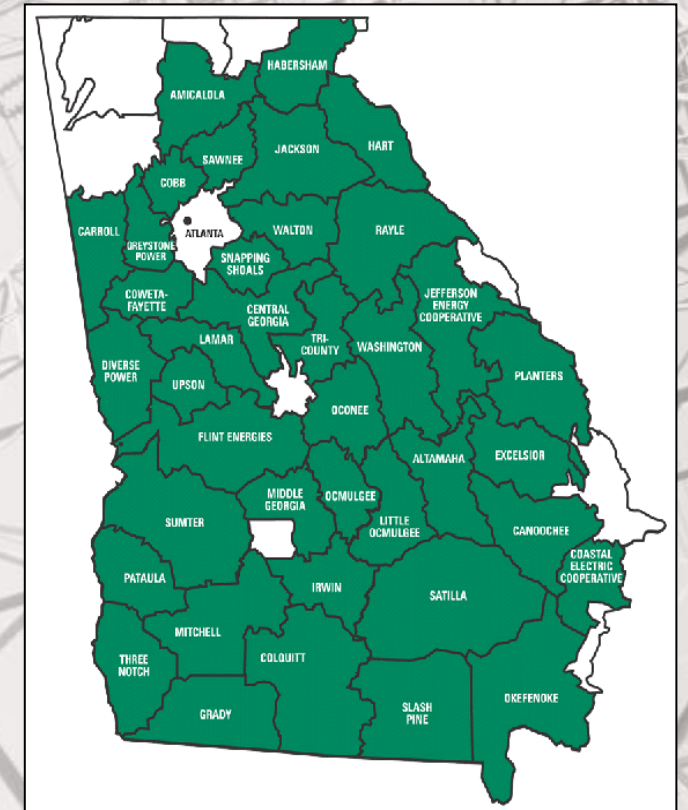 HABERSHAM
AMICALOLA
HART
JACKSON
SAWNEE
COBB
CARROLL
GREYSTONE
POWER
ATLANTA
WALTON
RAYLE
SNAPPING
SHOALS
COWETA-
FAYETTE
CENTRAL
GEORGIA
JEFFERSON
ENERGY
COOPERATIVE
LAMAR
TRI-
COUNTY
WASHINGTON
DIVERSE
POWER
UPSON
PLANTERS
OCONEE
FLINT ENERGIES
ALTAMAHA
EXCELSIOR
MIDDLE
GEORGIA
OCMULGEE
SUMTER
LITTLE
OCMULGEE
CANOOCHEE
COASTAL
ELECTRIC
COOPERATIVE
PATAULA
IRWIN
SATILLA
MITCHELL
THREE
NOTCH
COLQUITT
OKEFENOKE
GRADY
SLASH
PINE